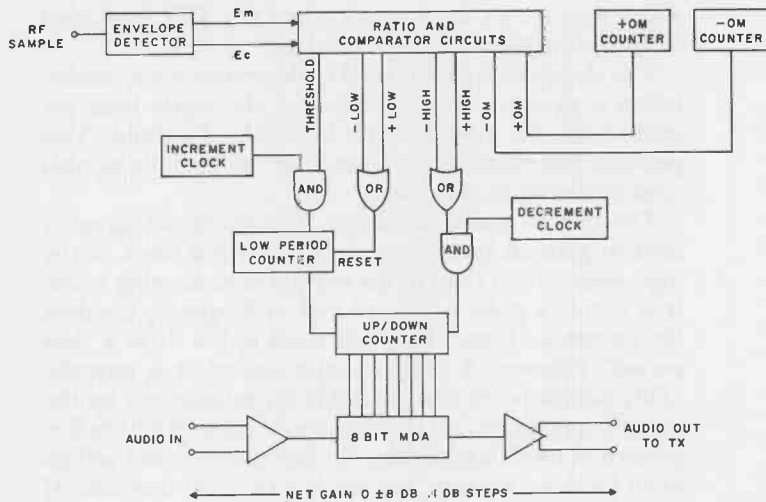 RF
SAMPLE
ENVELOPE
DETECTOR
Em
Ec
RATIO AND
COMPARATOR CIRCUITS
+OM
COUNTER
-OM
COUNTER
THRESHOLD
-LOW
+LOW
-HIGH
+HIGH
-OM
+OM
INCREMENT
CLOCK
AND
OR
OR
DECREMENT
CLOCK
AND
LOW PERIOD
COUNTER
RESET
UP/DOWN
COUNTER
AUDIO IN
8 BIT MDA
AUDIO OUT
TO TX
NET GAIN 0 ±8 DB .1 DB STEPS